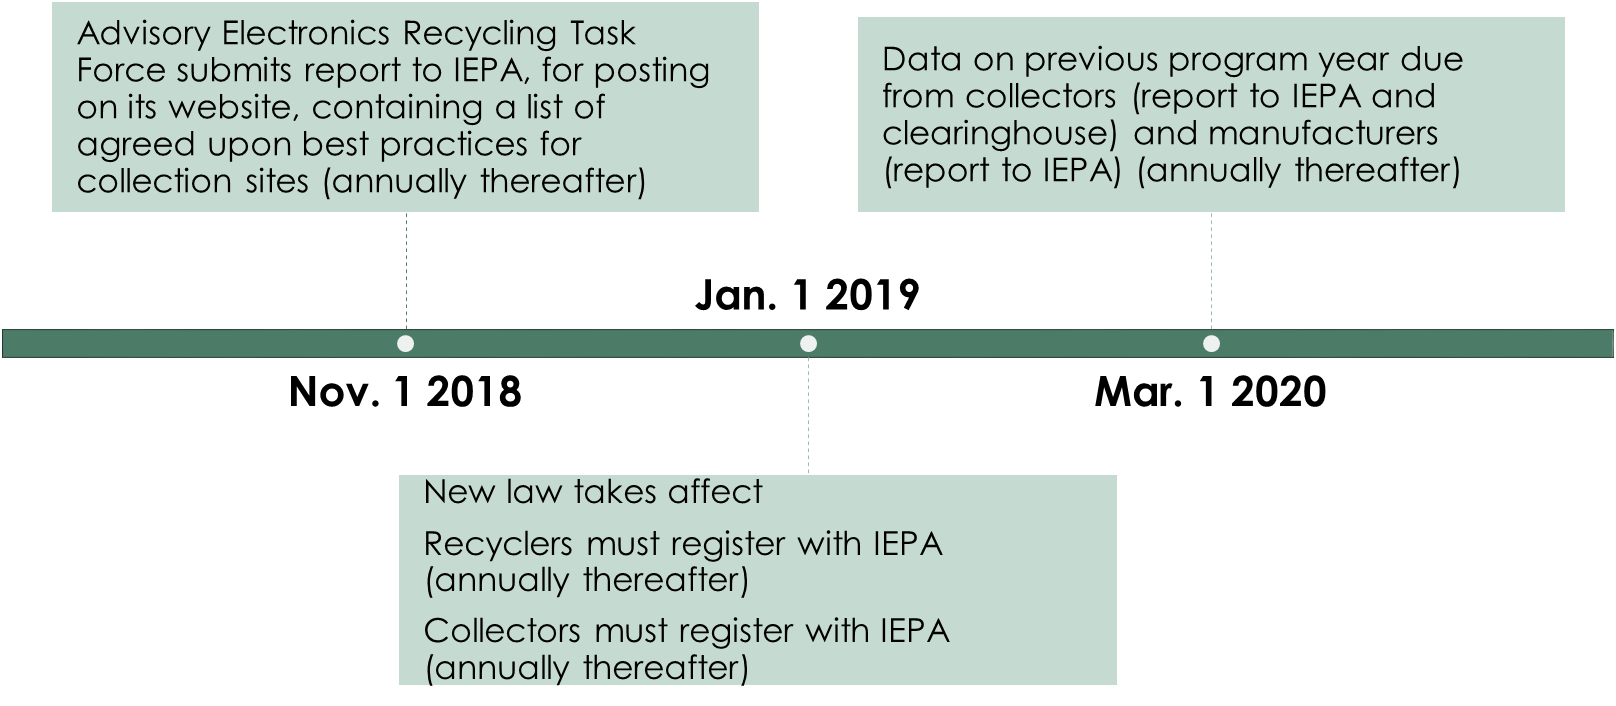 Advisory Electronics Recycling Task
Force submits report to IEPA, for posting
on its website, containing a list of
agreed upon best practices for
collection sites (annually thereafter)
Data on previous program year due
from collectors (report to IEPA and
clearinghouse) and manufacturers
(report to IEPA) (annually thereafter)
Jan. 1 2019
Nov. 1 2018
Mar. 1 2020
New law takes affect
Recyclers must register with IEPA
(annually thereafter)
Collectors must register with IEPA
(annually thereafter)